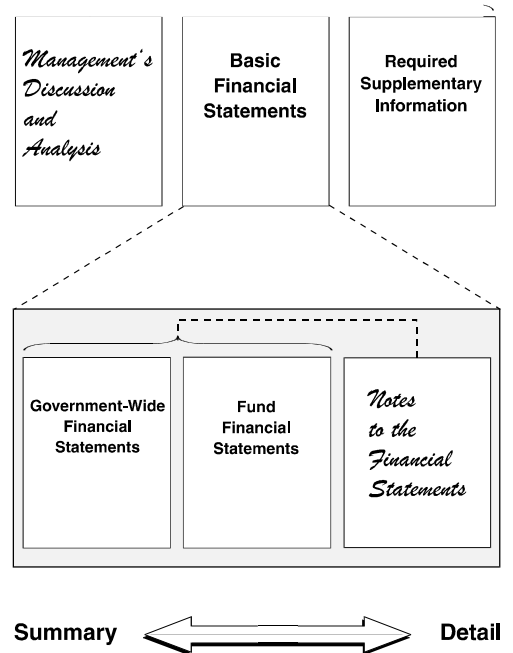 Management's
Discussion
and
Analysis
Basic
Financial
Statements
Required
Supplementary
Information
Government-Wide
Financial
Statements
Fund
Financial
Statements
Notes
to the
Financial
Statements
Summary
Detail